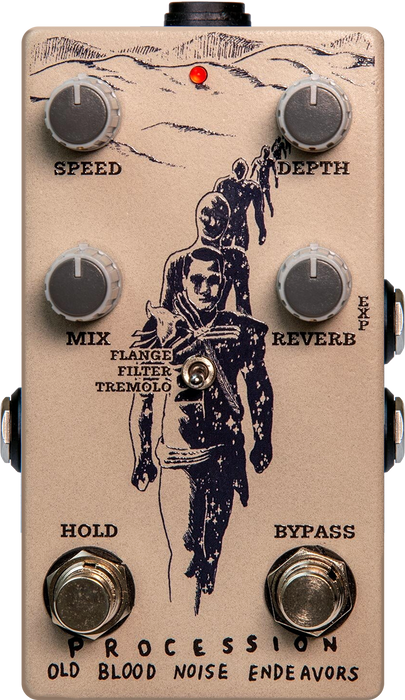 SPEED DEPTH
MIX REVERB
EXP
FLANGE
FILTER
TREMOLO
HOLD BYPASS
PROCESSION
OLD BLOOD NOISE ENDEAVORS